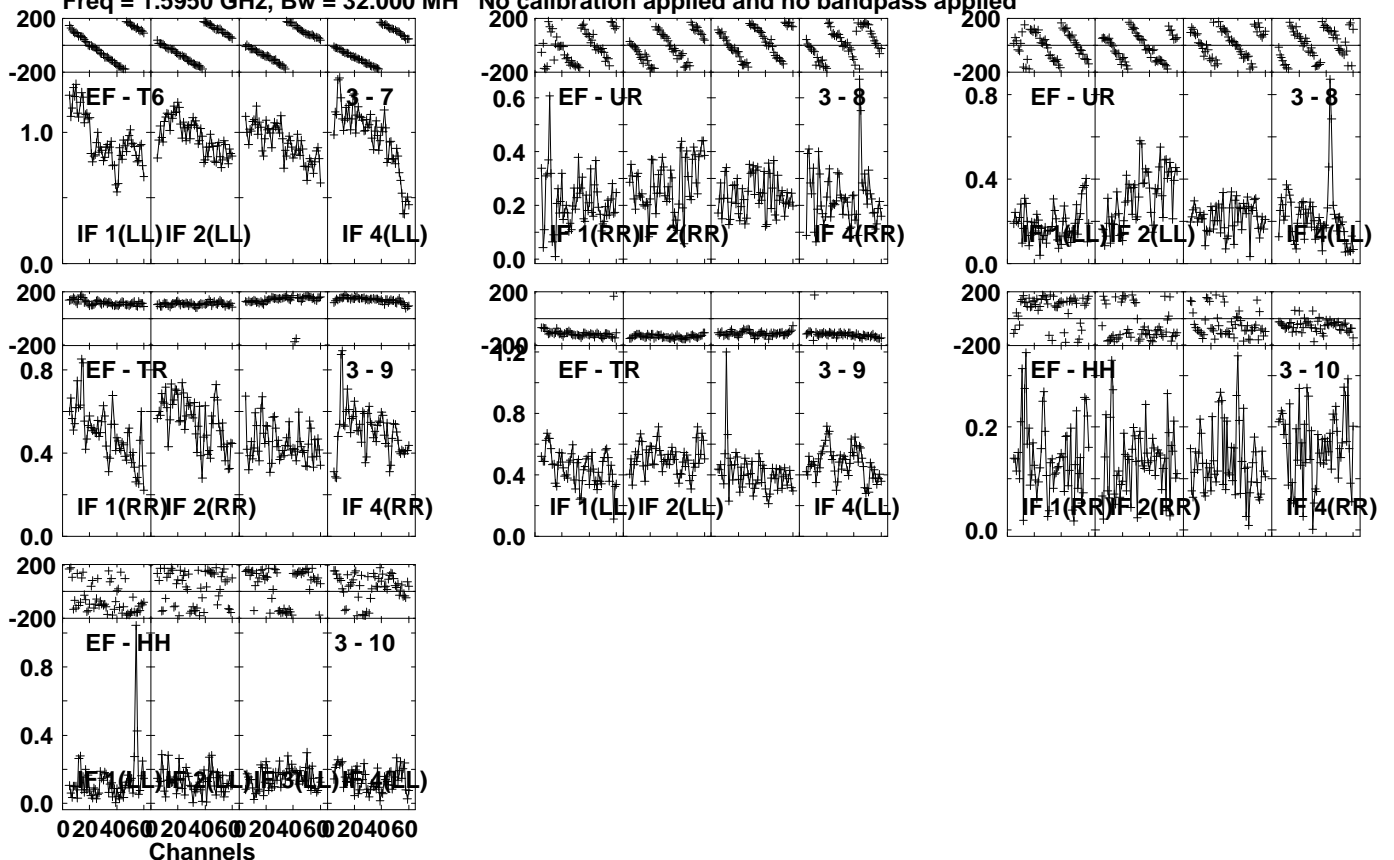 Freq = 1.5950 GHz, Bw = 32.000 MH No calibration applied and no bandpass applied
200
-200
EF - T6
3 - 7
1.0
IF 1(LL) IF 2(LL) IF 4(LL)
0.0
EF - UR
3 - 8
0.6
0.4
0.2
IF 1(RR) IF 2(RR) IF 4(RR)
0.0
200
-200
EF - UR
3 - 8
0.8
0.4
IF 1(LL) IF 2(LL) IF 4(LL)
0.0
200
-200
EF - TR
3 - 9
0.8
0.4
IF 1(RR) IF 2(RR) IF 4(RR)
0.0
200
-200
1.2
EF - TR
3 - 9
0.8
0.4
IF 1(LL) IF 2(LL) IF 4(LL)
0.0
200
-200
EF - HH
3 - 10
0.2
IF 1(RR) IF 2(RR) IF 4(RR)
0.0
200
-200
EF - HH
3 - 10
0.8
0.4
IF 1(LL) IF 2(LL) IF 3(LL) IF 4(LL)
0.0
0 20 40 60 0 20 40 60 0 20 40 60 0 20 40 60
Channels